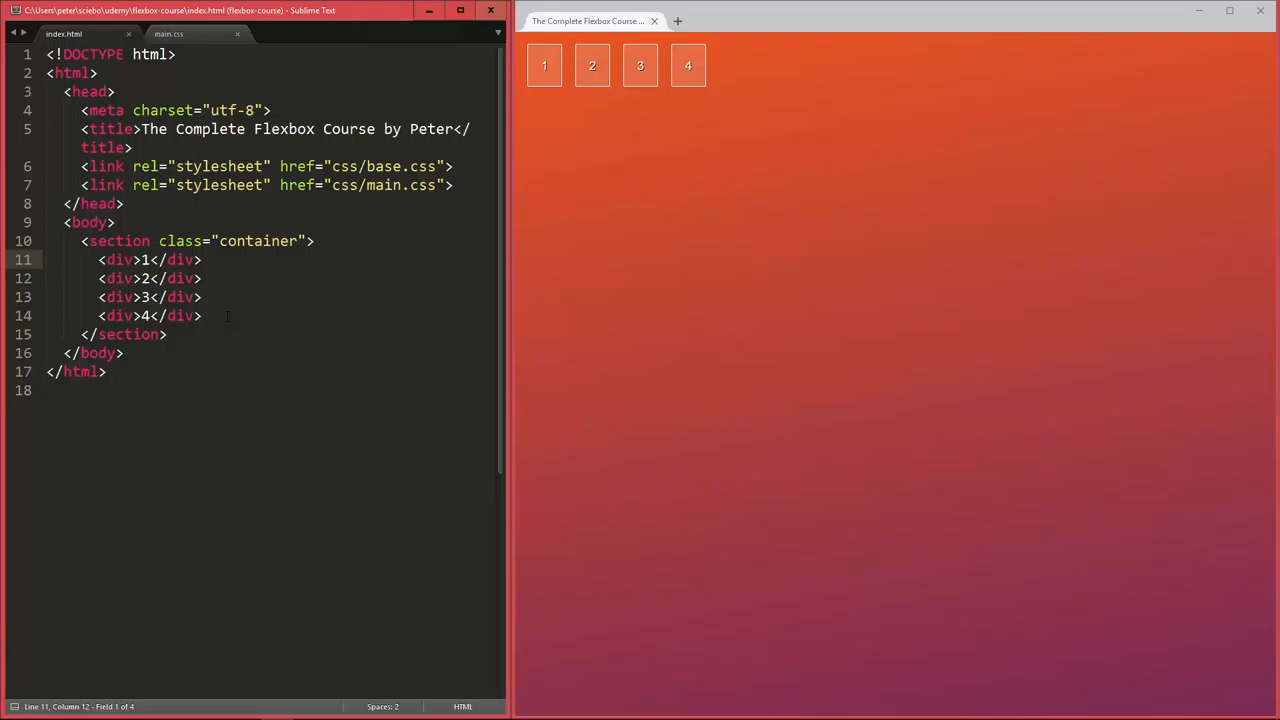 C:\Users\peter\sciebo\udemy\flexbox-course\index.html (flexbox-course) - Sublime Text
index.html
main.css
1 <!DOCTYPE html>
2 <html>
3 <head>
4 <meta charset="utf-8">
5 <title>The Complete Flexbox Course by Peter</
title>
6 <link rel="stylesheet" href="css/base.css">
7 <link rel="stylesheet" href="css/main.css">
8 </head>
9 <body>
10 <section class="container">
11 <div>1</div>
12 <div>2</div>
13 <div>3</div>
14 <div>4</div>
15 </section>
16 </body>
17 </html>
18
Line 11, Column 12 - Field 1 of 4
Spaces: 2
HTML
The Complete Flexbox Course ...
1 2 3 4